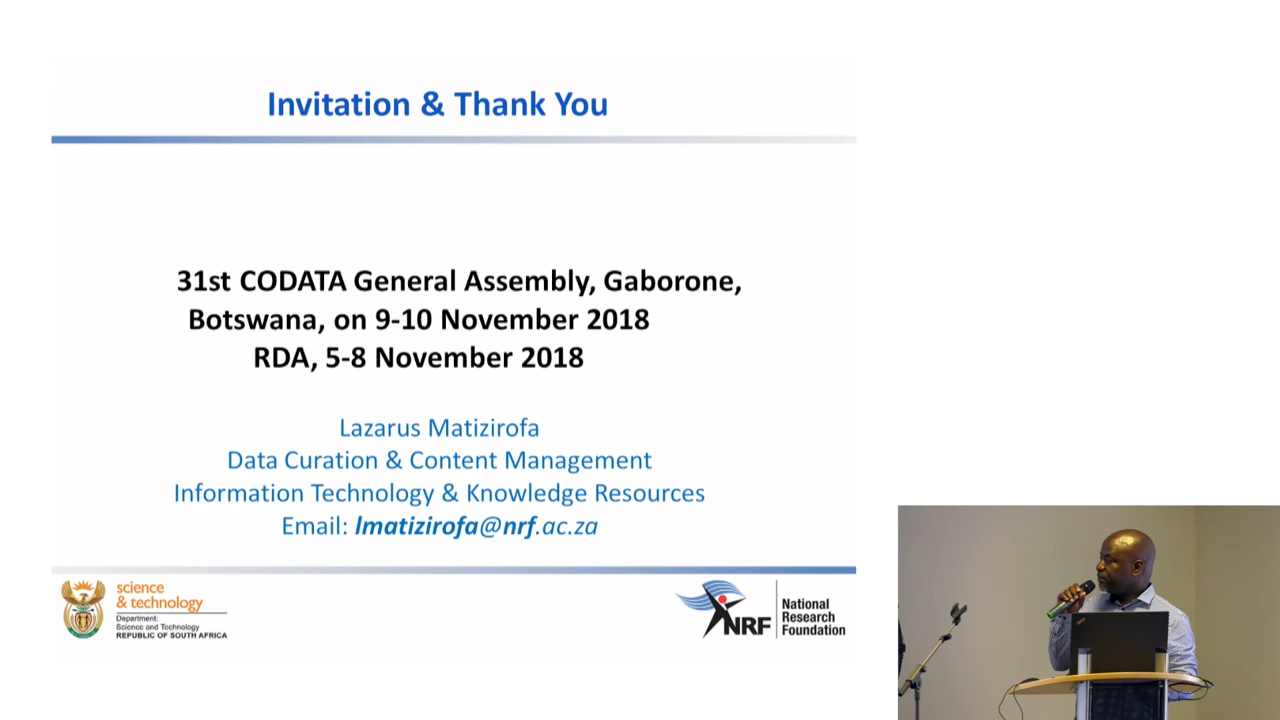 Invitation & Thank You
31st CODATA General Assembly, Gaborone,
Botswana, on 9-10 November 2018
RDA, 5-8 November 2018
Lazarus Matizirofa
Data Curation & Content Management
Information Technology & Knowledge Resources
Email: lmatizirofa@nrf.ac.za
science
& technology
Department:
Science and Technology
REPUBLIC OF SOUTH AFRICA
NRF
National
Research
Foundation